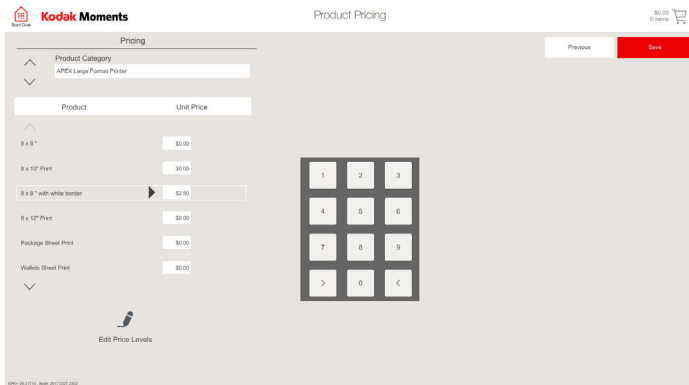 Start Over
Kodak Moments
Product Pricing
$0.00
0 items
Pricing
Previous
Save
Product Category
APEX Large Format Printer
Product Unit Price
8 x 8 " $0.00
8 x 10" Print $0.00
8 x 8 " with white border $2.50
8 x 12" Print $0.00
Package Sheet Print $0.00
Wallets Sheet Print $0.00
1 2 3
4 5 6
7 8 9
> 0 <
Edit Price Levels